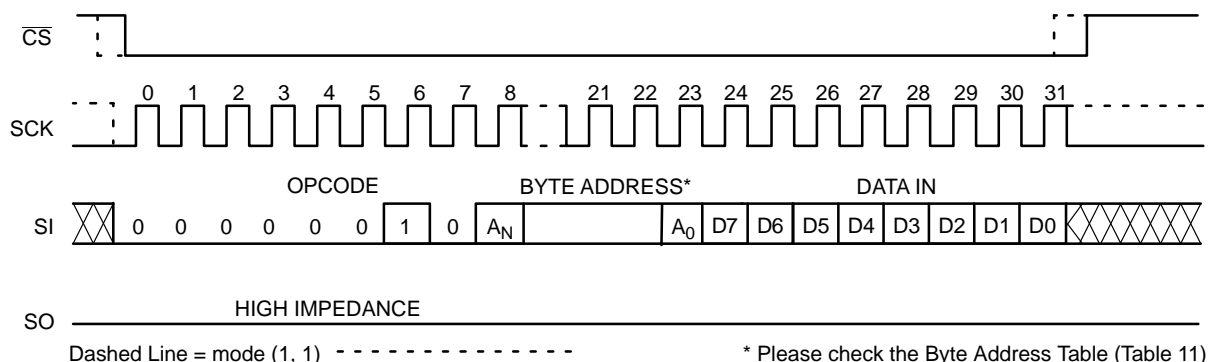 C̅S̅
0 1 2 3 4 5 6 7 8 21 22 23 24 25 26 27 28 29 30 31
SCK
OPCODE BYTE ADDRESS* DATA IN
SI 0 0 0 0 0 0 1 0 AN A0 D7 D6 D5 D4 D3 D2 D1 D0
HIGH IMPEDANCE
SO
Dashed Line = mode (1, 1) * Please check the Byte Address Table (Table 11)